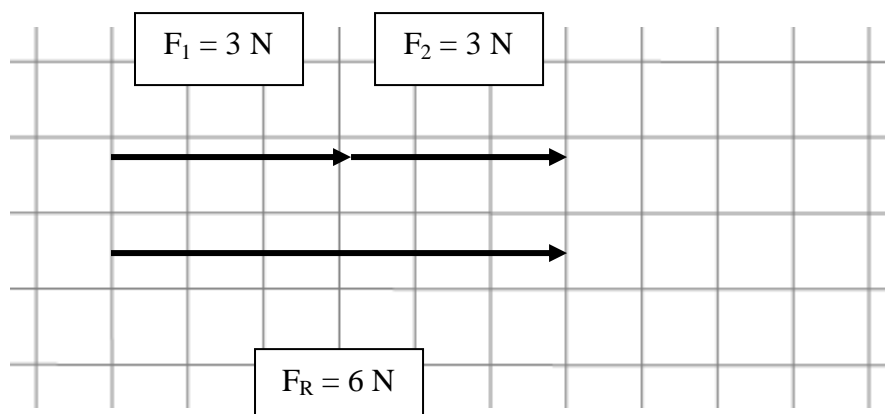 F₁ = 3 N
F₂ = 3 N
F_R = 6 N